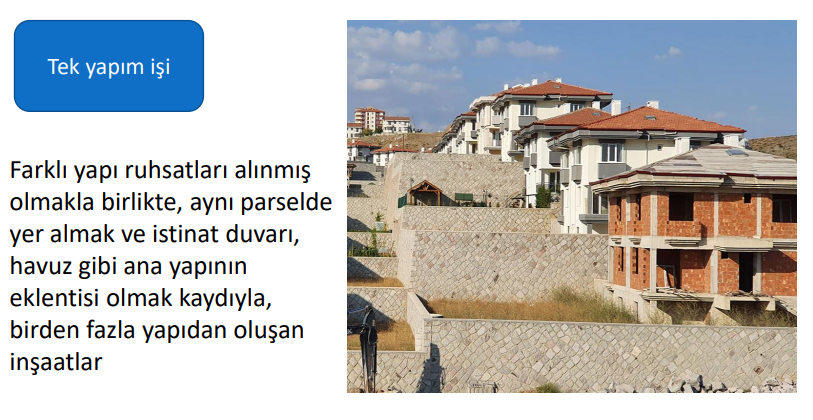 Tek yapım işi
Farklı yapı ruhsatları alınmış
olmakla birlikte, aynı parselde
yer almak ve istinat duvarı,
havuz gibi ana yapının
eklentisi olmak kaydıyla,
birden fazla yapıdan oluşan
inşaatlar